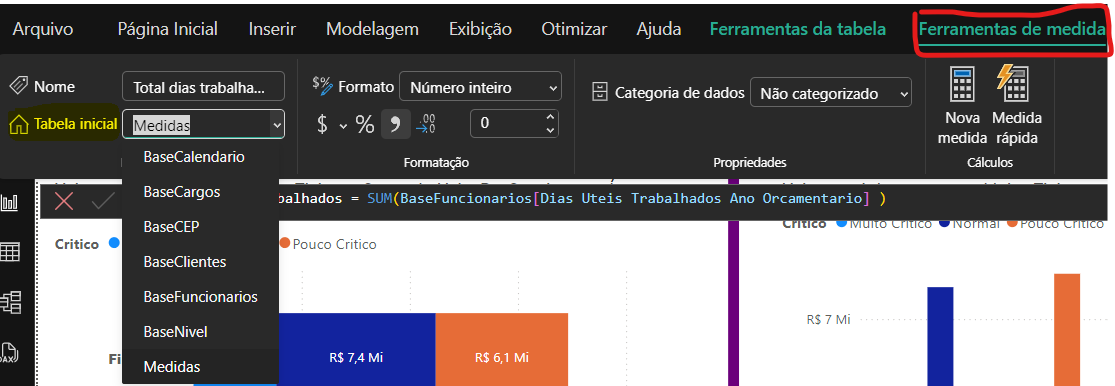 Arquivo Página Inicial Inserir Modelagem Exibição Otimizar Ajuda Ferramentas da tabela Ferramentas de medida
Nome Total dias trabalha...
Formato Número inteiro
Categoria de dados Não categorizado
Tabela inicial Medidas
$ % , .00 →.0 0
Nova medida
Medida rápida
Formatação
Propriedades
Cálculos
BaseCalendario
BaseCargos
BaseCEP
BaseClientes
BaseFuncionarios
BaseNivel
Medidas
balhados = SUM(BaseFuncionarios[Dias Uteis Trabalhados Ano Orcamentario] )
Critico Pouco Critico
Critico Muito Critico Normal Pouco Critico
R$ 7 Mi
Fi R$ 7,4 Mi R$ 6,1 Mi
DAX